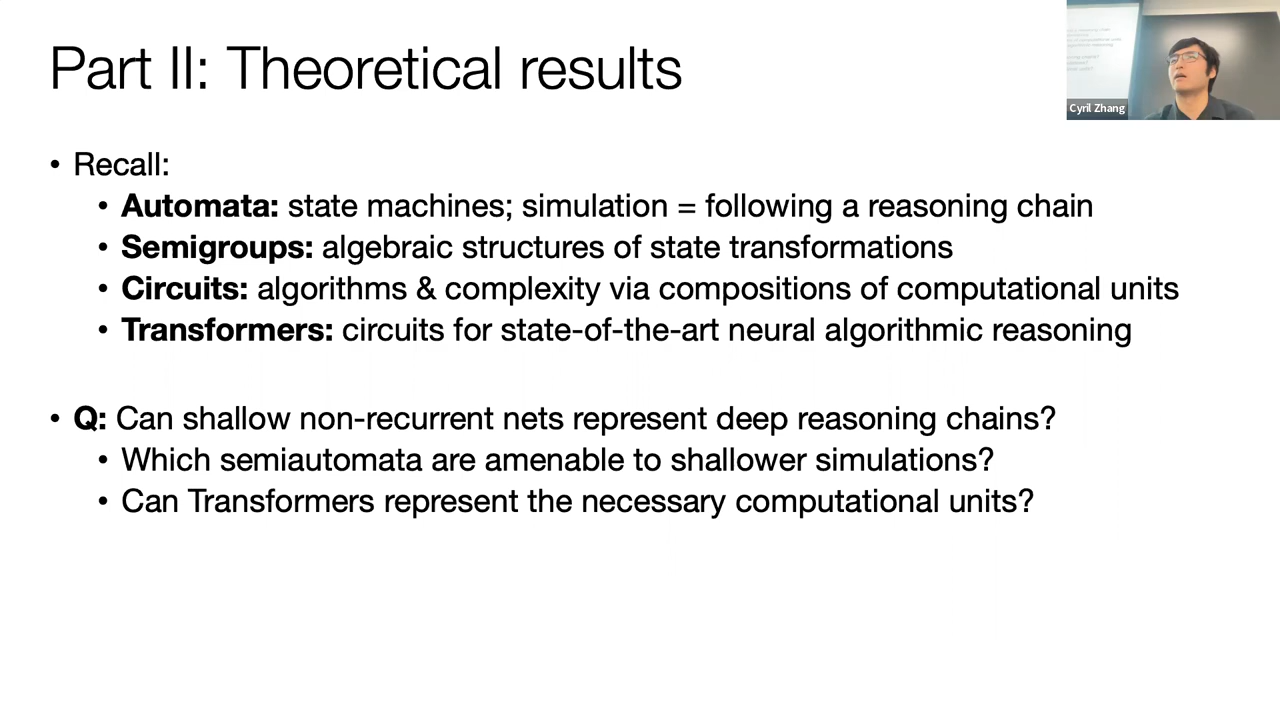 Part II: Theoretical results
Cyril Zhang
• Recall:
• Automata: state machines; simulation = following a reasoning chain
• Semigroups: algebraic structures of state transformations
• Circuits: algorithms & complexity via compositions of computational units
• Transformers: circuits for state-of-the-art neural algorithmic reasoning
• Q: Can shallow non-recurrent nets represent deep reasoning chains?
• Which semiautomata are amenable to shallower simulations?
• Can Transformers represent the necessary computational units?